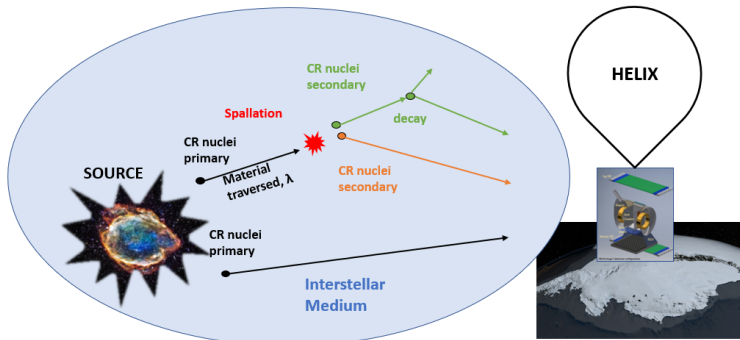 CR nuclei
secondary
HELIX
Spallation
decay
CR nuclei
primary
SOURCE
Material
traversed, λ
CR nuclei
secondary
CR nuclei
primary
Interstellar
Medium